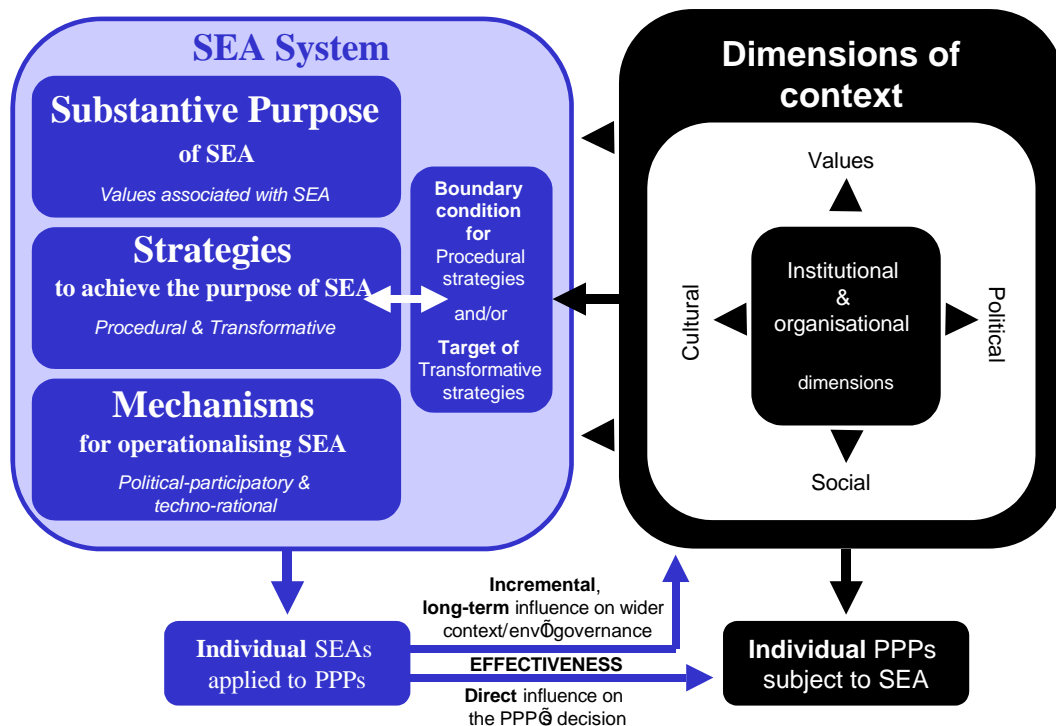 SEA System
Substantive Purpose
of SEA
Values associated with SEA
Strategies
to achieve the purpose of SEA
Procedural & Transformative
Mechanisms
for operationalising SEA
Political-participatory &
techno-rational
Boundary
condition
for
Procedural
strategies
and/or
Target of
Transformative
strategies
Dimensions of
context
Values
Cultural
Institutional
&
organisational
dimensions
Political
Social
Incremental,
long-term influence on wider
context/envÕgovernance
EFFECTIVENESS
Direct influence on
the PPPÕs decision
Individual SEAs
applied to PPPs
Individual PPPs
subject to SEA